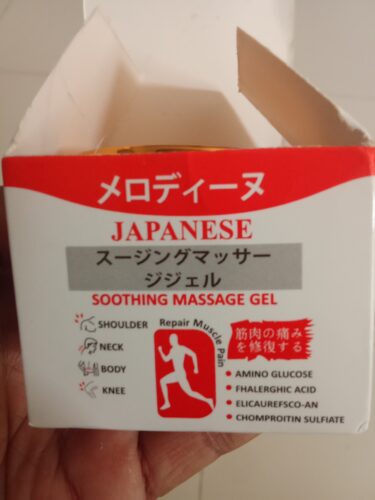 メロディーヌ
JAPANESE
スージングマッサー
ジジェル
SOOTHING MASSAGE GEL
SHOULDER
NECK
BODY
KNEE
Repair Muscle Pain
筋肉の痛み
を修復する
• AMINO GLUCOSE
• FHALERGHIC ACID
• ELICAUREFSCO-AN
• CHOMPROITIN SULFIATE